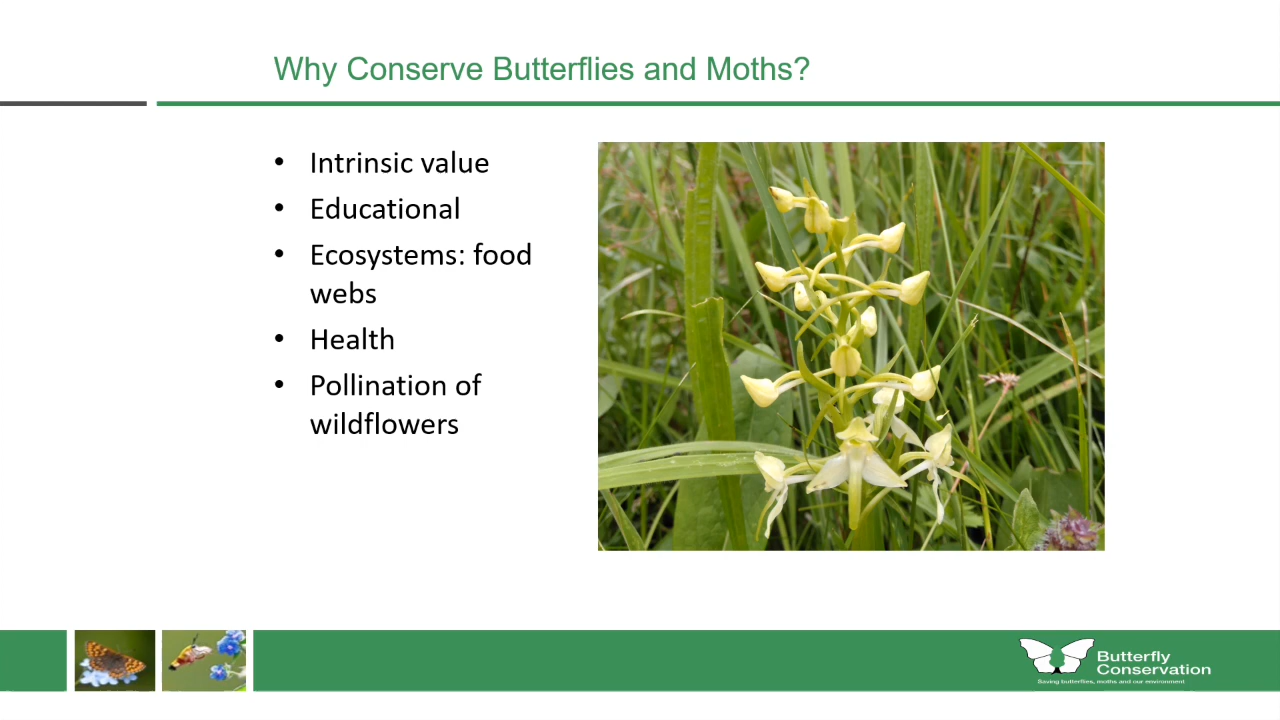 Why Conserve Butterflies and Moths?
• Intrinsic value
• Educational
• Ecosystems: food
webs
• Health
• Pollination of
wildflowers
Butterfly
Conservation
Saving butterflies, moths and our environment